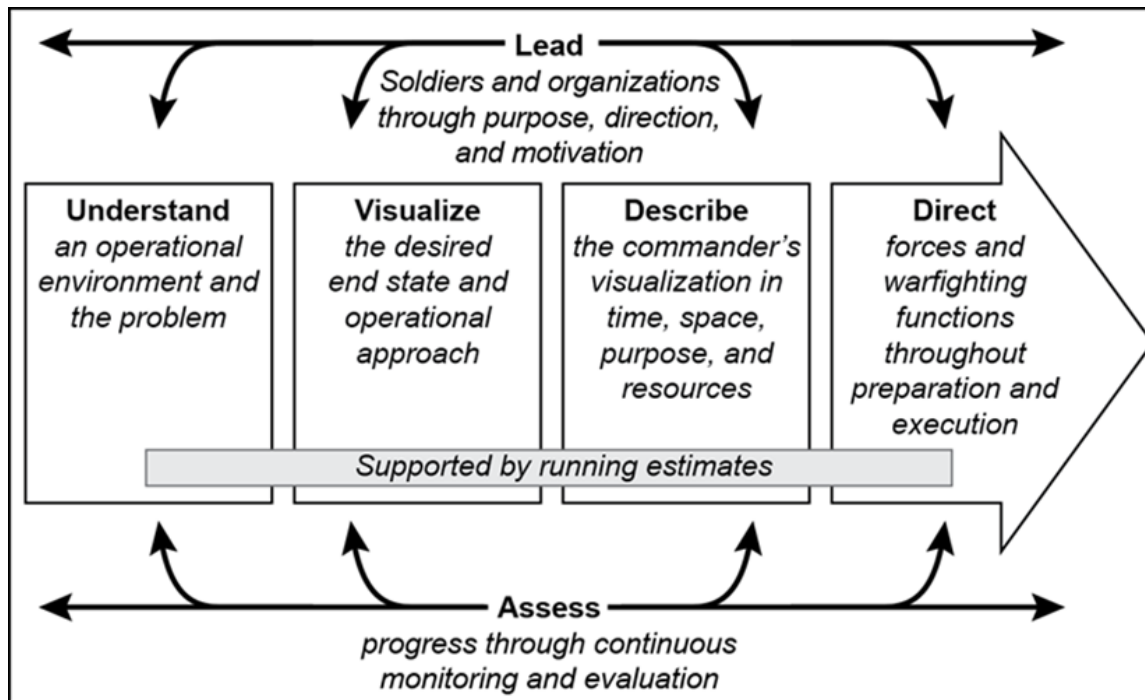 Lead
Soldiers and organizations
through purpose, direction,
and motivation
Understand
an operational
environment and
the problem
Visualize
the desired
end state and
operational
approach
Describe
the commander’s
visualization in
time, space,
purpose, and
resources
Direct
forces and
warfighting
functions
throughout
preparation and
execution
Supported by running estimates
Assess
progress through continuous
monitoring and evaluation